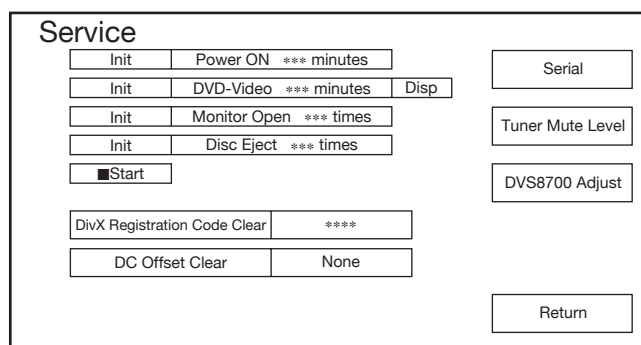 Service
Init Power ON *** minutes
Init DVD-Video *** minutes Disp
Init Monitor Open *** times
Init Disc Eject *** times
■Start
DivX Registration Code Clear ****
DC Offset Clear None
Serial
Tuner Mute Level
DVS8700 Adjust
Return